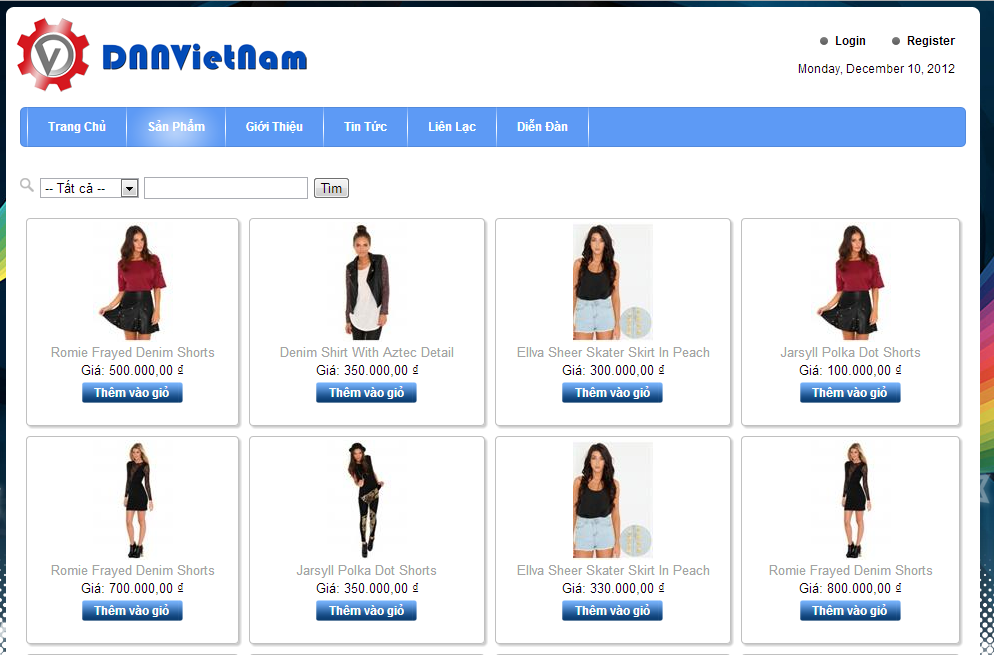 Login Register
DNNVietNam
Monday, December 10, 2012
Trang Chủ Sản Phẩm Giới Thiệu Tin Tức Liên Lạc Diễn Đàn
-- Tất cả -- Tìm
Romie Frayed Denim Shorts Denim Shirt With Aztec Detail Ellva Sheer Skater Skirt In Peach Jarsyll Polka Dot Shorts
Giá: 500.000,00 ₫ Giá: 350.000,00 ₫ Giá: 300.000,00 ₫ Giá: 100.000,00 ₫
Thêm vào giỏ Thêm vào giỏ Thêm vào giỏ Thêm vào giỏ
Romie Frayed Denim Shorts Jarsyll Polka Dot Shorts Ellva Sheer Skater Skirt In Peach Romie Frayed Denim Shorts
Giá: 700.000,00 ₫ Giá: 350.000,00 ₫ Giá: 330.000,00 ₫ Giá: 800.000,00 ₫
Thêm vào giỏ Thêm vào giỏ Thêm vào giỏ Thêm vào giỏ